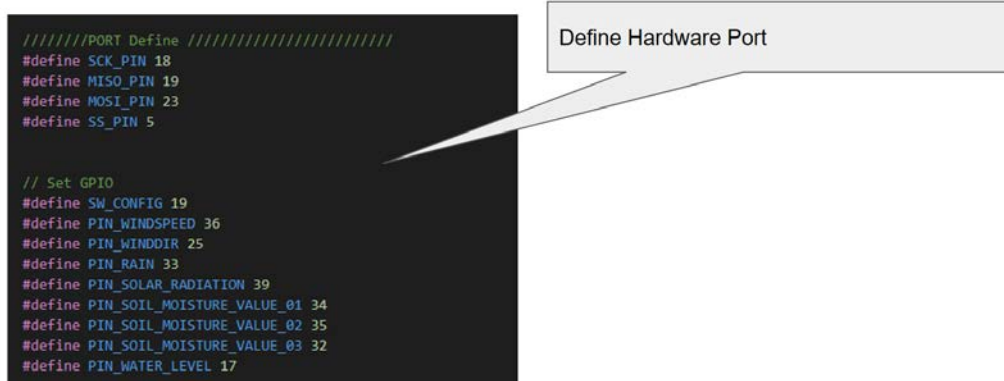 ////////PORT Define /////////////////////////
#define SCK_PIN 18
#define MISO_PIN 19
#define MOSI_PIN 23
#define SS_PIN 5
// Set GPIO
#define SW_CONFIG 19
#define PIN_WINDSPEED 36
#define PIN_WINDDIR 25
#define PIN_RAIN 33
#define PIN_SOLAR_RADIATION 39
#define PIN_SOIL_MOISTURE_VALUE_01 34
#define PIN_SOIL_MOISTURE_VALUE_02 35
#define PIN_SOIL_MOISTURE_VALUE_03 32
#define PIN_WATER_LEVEL 17
Define Hardware Port